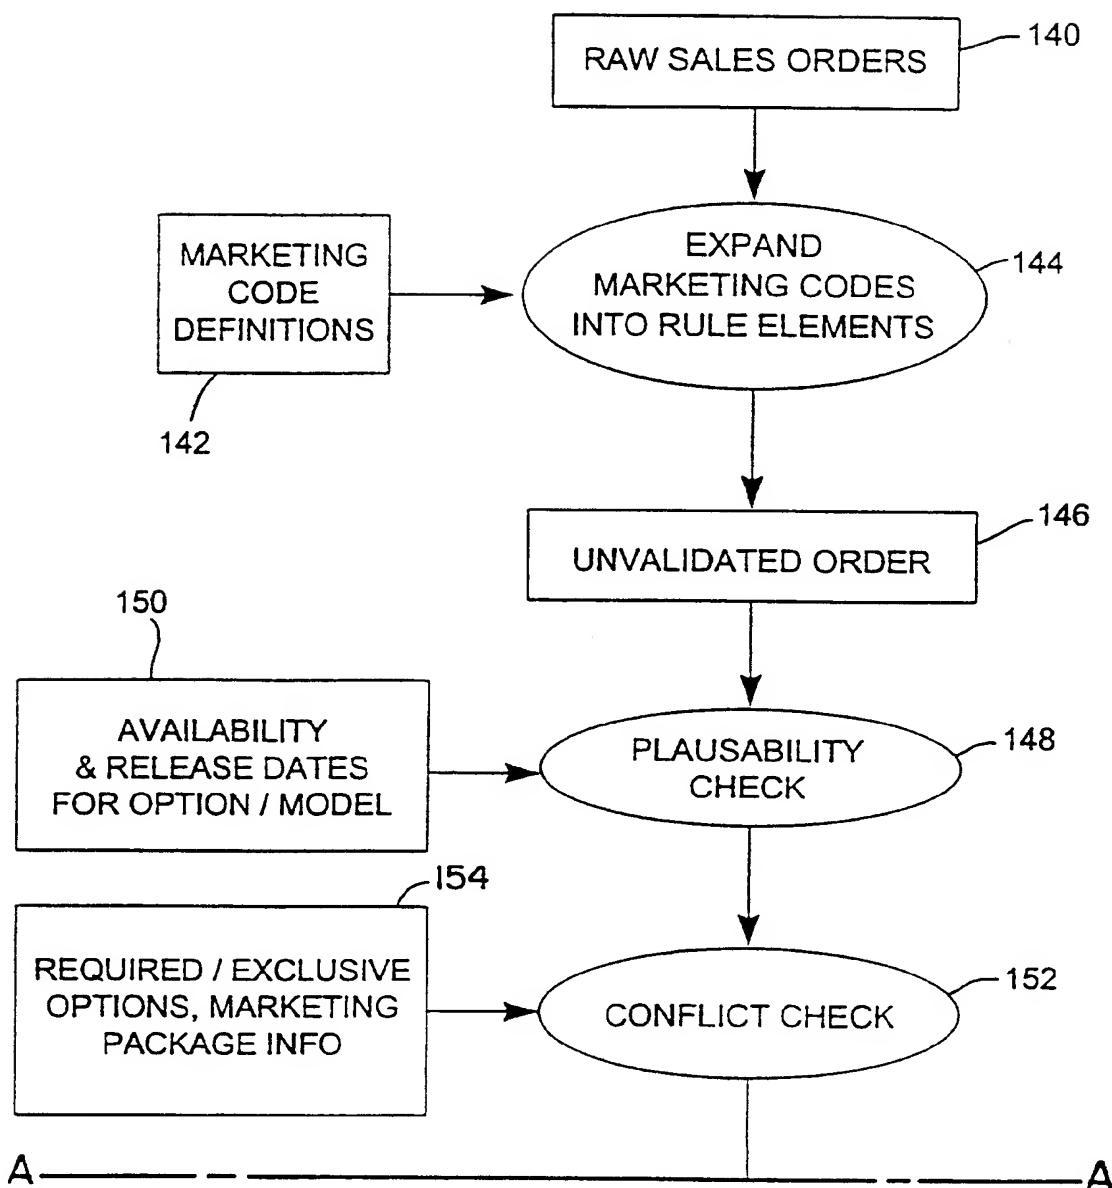 RAW SALES ORDERS
140
MARKETING
CODE
DEFINITIONS
142
EXPAND
MARKETING CODES
INTO RULE ELEMENTS
144
UNVALIDATED ORDER
146
150
AVAILABILITY
& RELEASE DATES
FOR OPTION / MODEL
PLAUSABILITY
CHECK
148
154
REQUIRED / EXCLUSIVE
OPTIONS, MARKETING
PACKAGE INFO
CONFLICT CHECK
152
A A